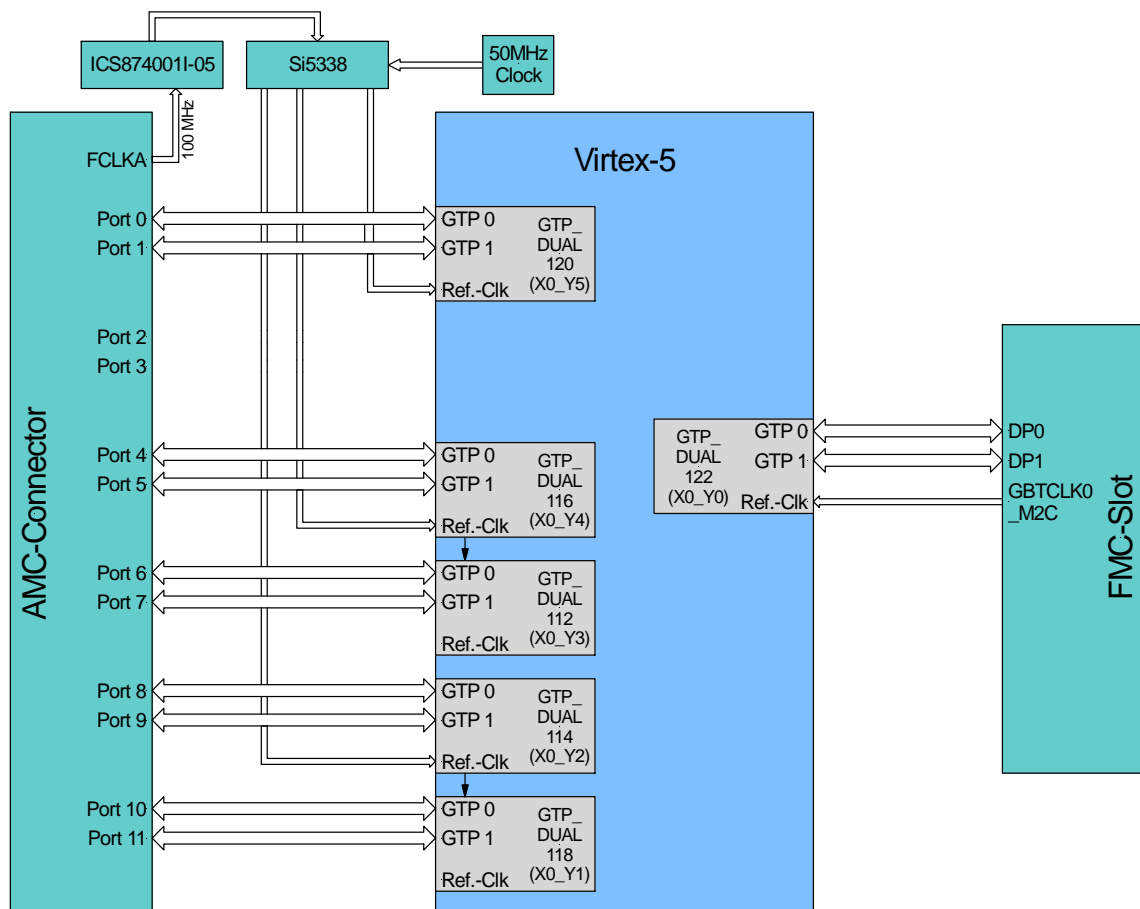 ICS874001I-05
Si5338
50MHz
Clock
100 MHz
FCLKA
Virtex-5
Port 0
Port 1
GTP 0
GTP 1
Ref.-Clk
GTP_
DUAL
120
(X0_Y5)
Port 2
Port 3
AMC-Connector
Port 4
Port 5
GTP 0
GTP 1
Ref.-Clk
GTP_
DUAL
116
(X0_Y4)
GTP_
DUAL
122
(X0_Y0)
GTP 0
GTP 1
Ref.-Clk
DP0
DP1
GBTCLK0
_M2C
FMC-Slot
Port 6
Port 7
GTP 0
GTP 1
Ref.-Clk
GTP_
DUAL
112
(X0_Y3)
Port 8
Port 9
GTP 0
GTP 1
Ref.-Clk
GTP_
DUAL
114
(X0_Y2)
Port 10
Port 11
GTP 0
GTP 1
Ref.-Clk
GTP_
DUAL
118
(X0_Y1)